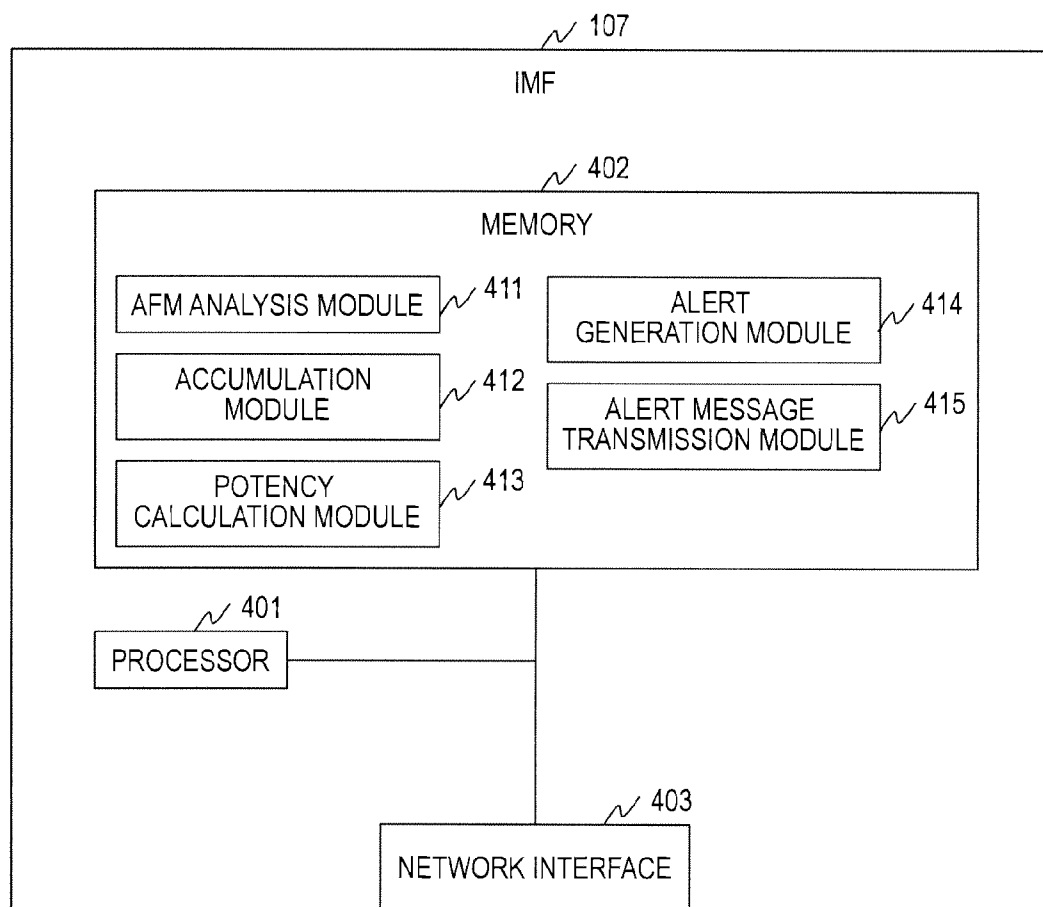 107
IMF
402
MEMORY
AFM ANALYSIS MODULE
411
ACCUMULATION
MODULE
412
POTENCY
CALCULATION MODULE
413
ALERT
GENERATION MODULE
414
ALERT MESSAGE
TRANSMISSION MODULE
415
401
PROCESSOR
403
NETWORK INTERFACE